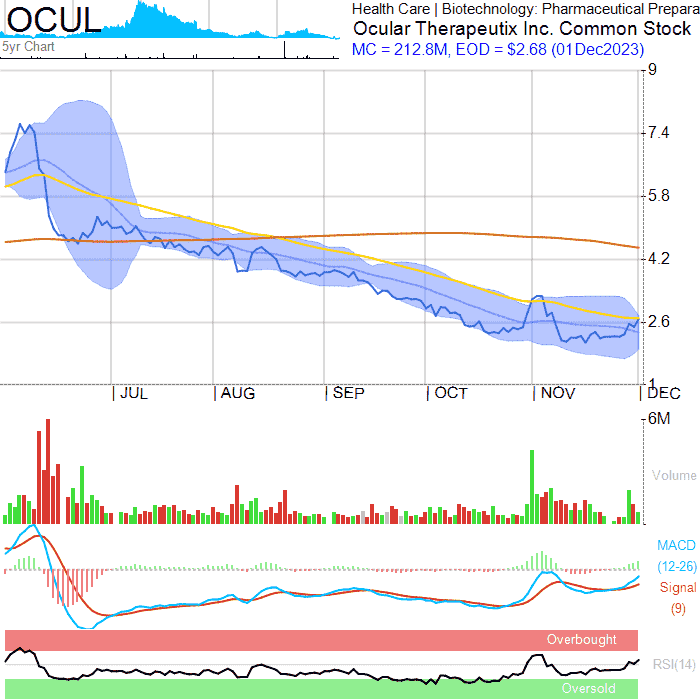 OCUL
5yr Chart
Health Care | Biotechnology: Pharmaceutical Prepara
Ocular Therapeutix Inc. Common Stock
MC = 212.8M, EOD = $2.68 (01Dec2023)
9
7.4
5.8
4.2
2.6
1
JUL AUG SEP OCT NOV DEC
6M
Volume
MACD
(12-26)
Signal
(9)
Overbought
RSI(14)
Oversold